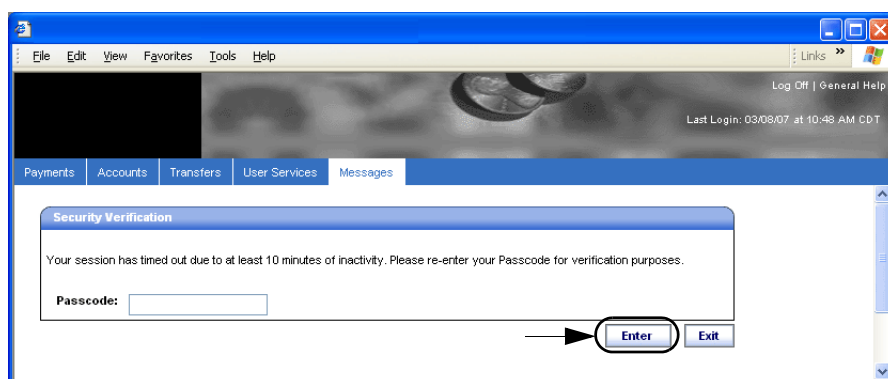 File Edit View Favorites Tools Help Links »
Log Off | General Help
Last Login: 03/08/07 at 10:48 AM CDT
Payments Accounts Transfers User Services Messages
Security Verification
Your session has timed out due to at least 10 minutes of inactivity. Please re-enter your Passcode for verification purposes.
Passcode:
Enter Exit